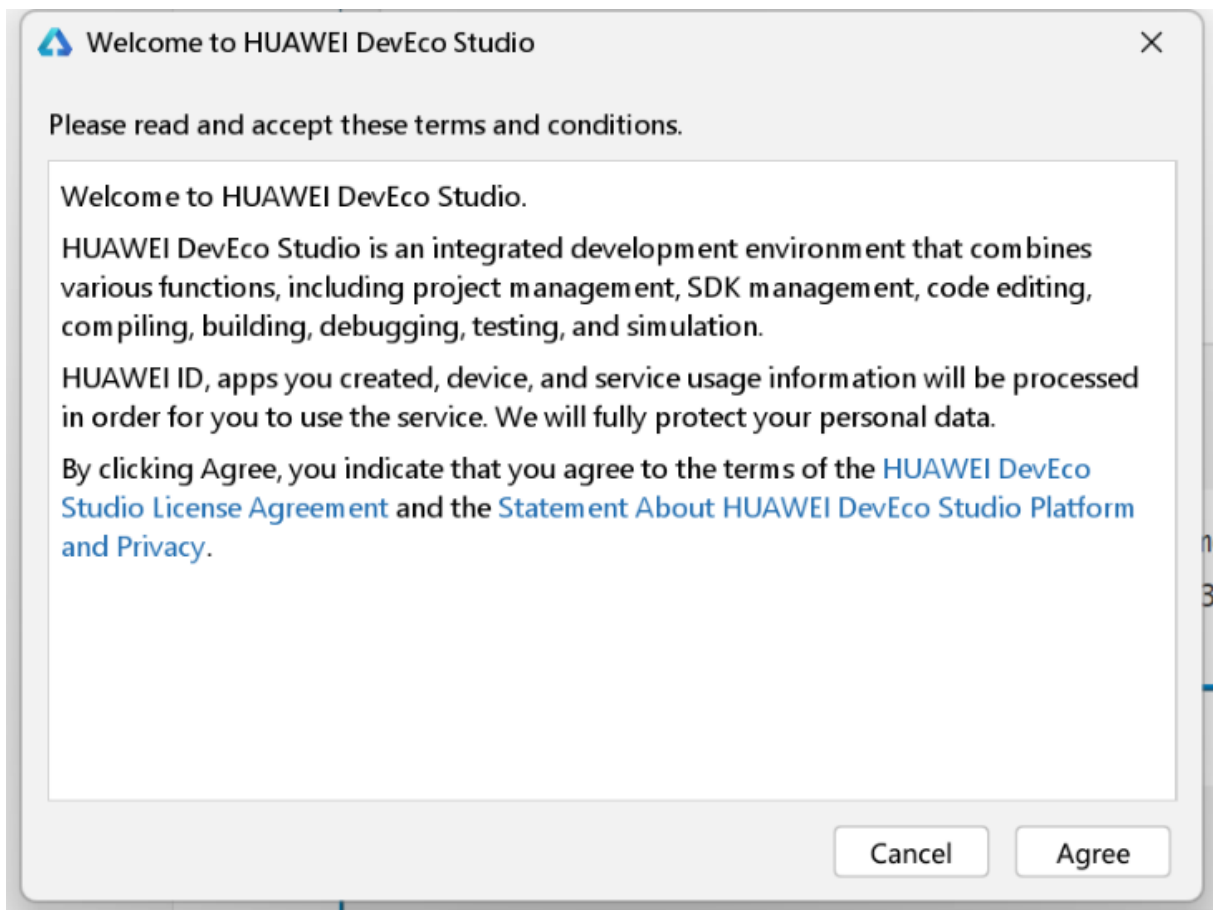 Welcome to HUAWEI DevEco Studio
Please read and accept these terms and conditions.
Welcome to HUAWEI DevEco Studio.
HUAWEI DevEco Studio is an integrated development environment that combines
various functions, including project management, SDK management, code editing,
compiling, building, debugging, testing, and simulation.
HUAWEI ID, apps you created, device, and service usage information will be processed
in order for you to use the service. We will fully protect your personal data.
By clicking Agree, you indicate that you agree to the terms of the HUAWEI DevEco
Studio License Agreement and the Statement About HUAWEI DevEco Studio Platform
and Privacy.
Cancel Agree